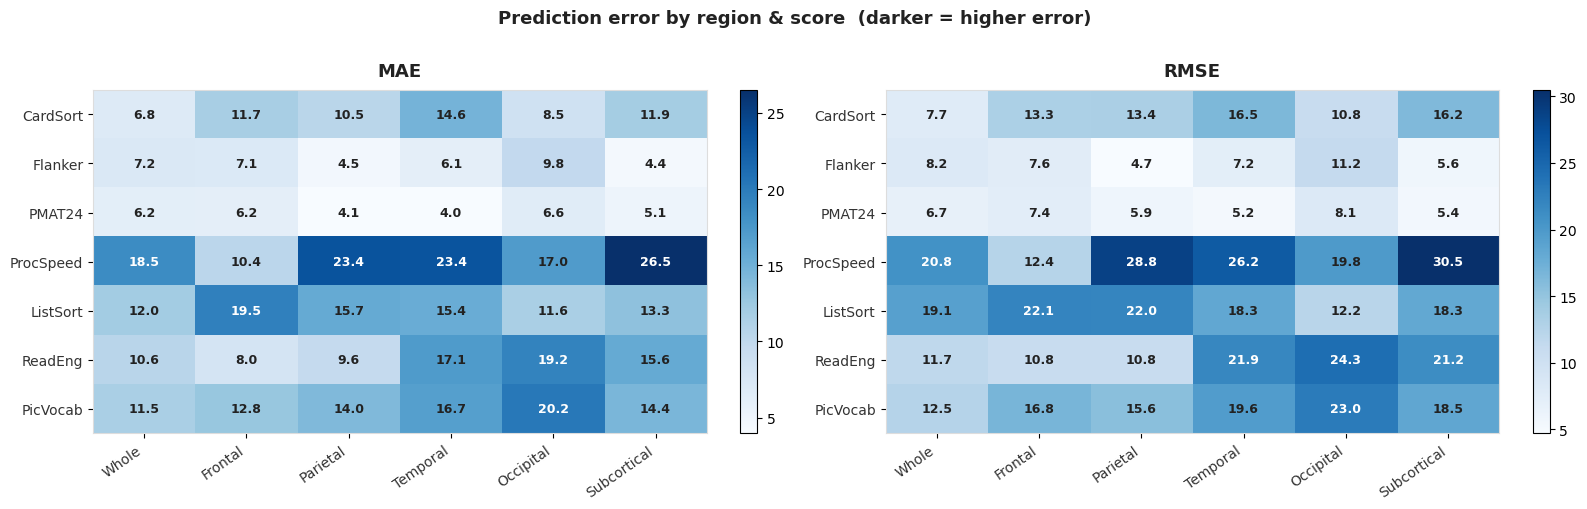 Prediction error by region & score  (darker = higher error)
MAE
CardSort 6.8 11.7 10.5 14.6 8.5 11.9
Flanker 7.2 7.1 4.5 6.1 9.8 4.4
PMAT24 6.2 6.2 4.1 4.0 6.6 5.1
ProcSpeed 18.5 10.4 23.4 23.4 17.0 26.5
ListSort 12.0 19.5 15.7 15.4 11.6 13.3
ReadEng 10.6 8.0 9.6 17.1 19.2 15.6
PicVocab 11.5 12.8 14.0 16.7 20.2 14.4
Whole Frontal Parietal Temporal Occipital Subcortical
25
20
15
10
5
RMSE
CardSort 7.7 13.3 13.4 16.5 10.8 16.2
Flanker 8.2 7.6 4.7 7.2 11.2 5.6
PMAT24 6.7 7.4 5.9 5.2 8.1 5.4
ProcSpeed 20.8 12.4 28.8 26.2 19.8 30.5
ListSort 19.1 22.1 22.0 18.3 12.2 18.3
ReadEng 11.7 10.8 10.8 21.9 24.3 21.2
PicVocab 12.5 16.8 15.6 19.6 23.0 18.5
Whole Frontal Parietal Temporal Occipital Subcortical
30
25
20
15
10
5